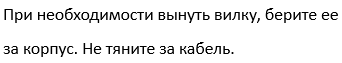 При необходимости вынуть вилку, берите ее
за корпус. Не тяните за кабель.